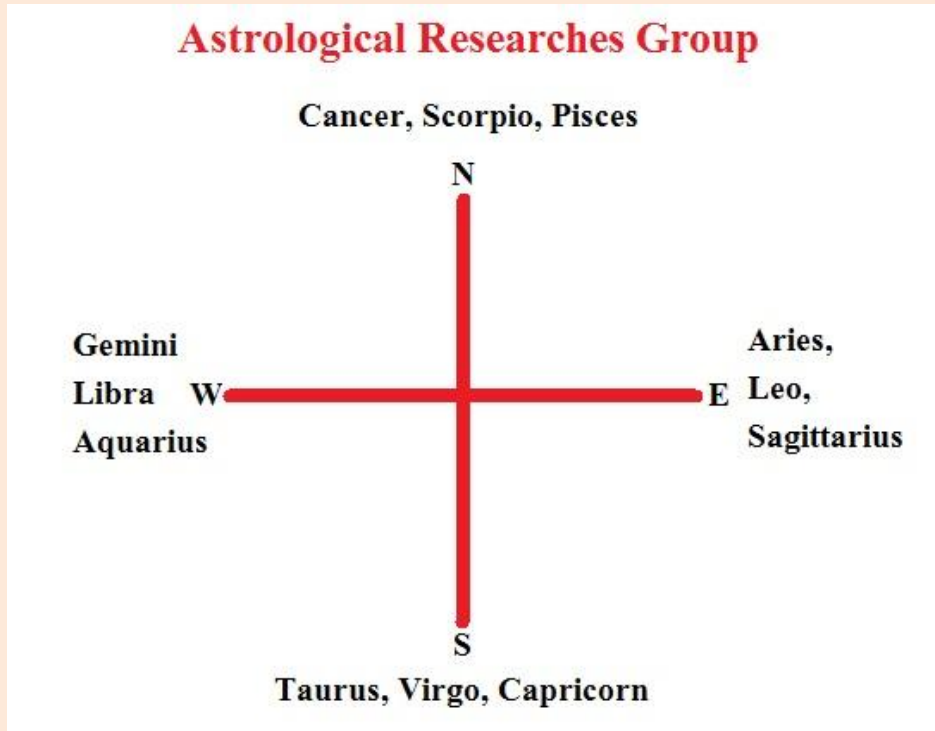 Astrological Researches Group
Cancer, Scorpio, Pisces
N
Gemini
Libra
Aquarius
W
E
Aries,
Leo,
Sagittarius
S
Taurus, Virgo, Capricorn